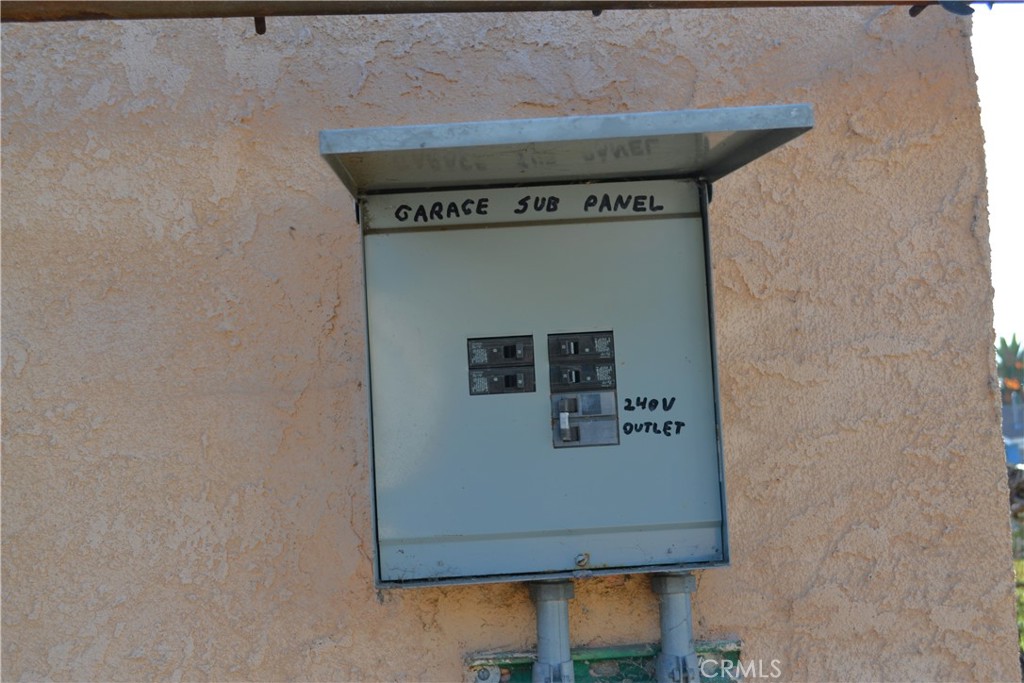 GARAGE SUB PANEL
240V
OUTLET
CRMLS